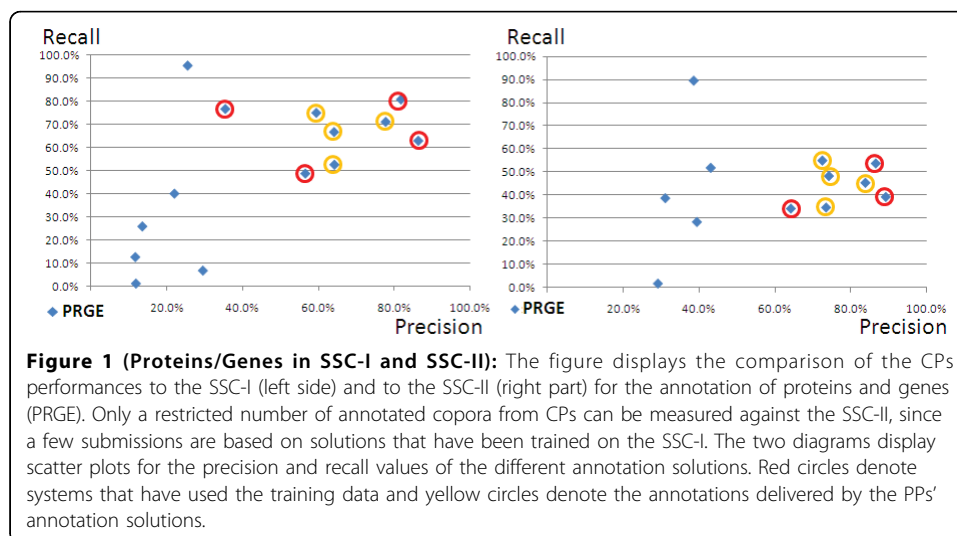 Recall
100.0%
90.0%
80.0%
70.0%
60.0%
50.0%
40.0%
30.0%
20.0%
10.0%
0.0%
20.0% 40.0% 60.0% 80.0% 100.0%
PRGE
Precision
Recall
100.0%
90.0%
80.0%
70.0%
60.0%
50.0%
40.0%
30.0%
20.0%
10.0%
0.0%
20.0% 40.0% 60.0% 80.0% 100.0%
PRGE
Precision
Figure 1 (Proteins/Genes in SSC-I and SSC-II): The figure displays the comparison of the CPs
performances to the SSC-I (left side) and to the SSC-II (right part) for the annotation of proteins and genes
(PRGE). Only a restricted number of annotated copora from CPs can be measured against the SSC-II, since
a few submissions are based on solutions that have been trained on the SSC-I. The two diagrams display
scatter plots for the precision and recall values of the different annotation solutions. Red circles denote
systems that have used the training data and yellow circles denote the annotations delivered by the PPs'
annotation solutions.